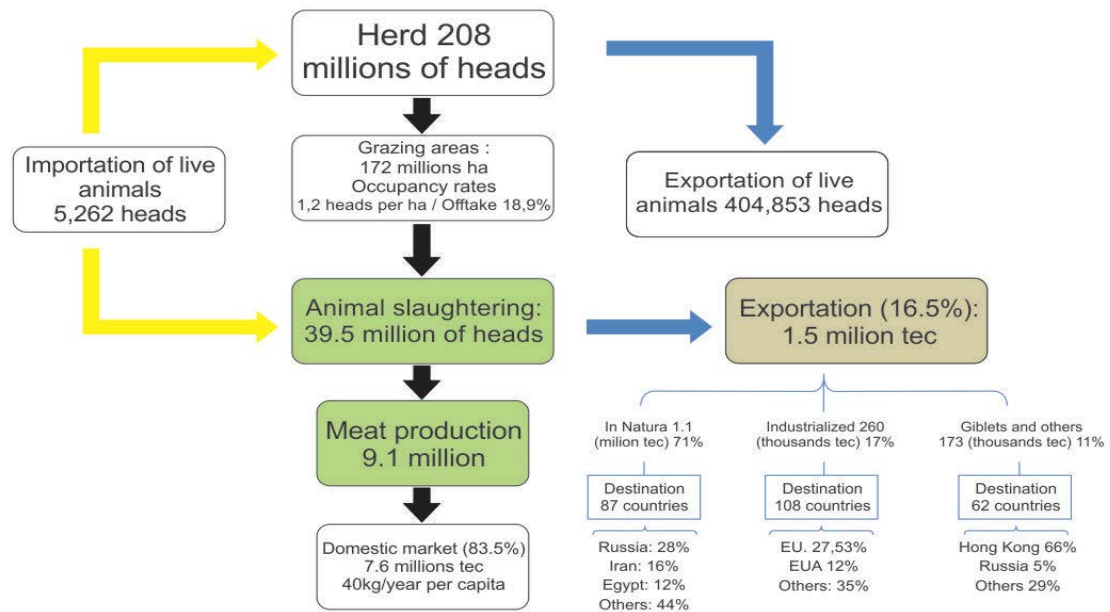 Herd 208
millions of heads
Importation of live
animals
5,262 heads
Grazing areas :
172 millions ha
Occupancy rates
1,2 heads per ha / Offtake 18,9%
Exportation of live
animals 404,853 heads
Animal slaughtering:
39.5 million of heads
Exportation (16.5%):
1.5 milion tec
Meat production
9.1 million
Domestic market (83.5%)
7.6 millions tec
40kg/year per capita
In Natura 1.1
(milion tec) 71%
Destination
87 countries
Russia: 28%
Iran: 16%
Egypt: 12%
Others: 44%
Industrialized 260
(thousands tec) 17%
Destination
108 countries
EU. 27,53%
EUA 12%
Others: 35%
Giblets and others
173 (thousands tec) 11%
Destination
62 countries
Hong Kong 66%
Russia 5%
Others 29%